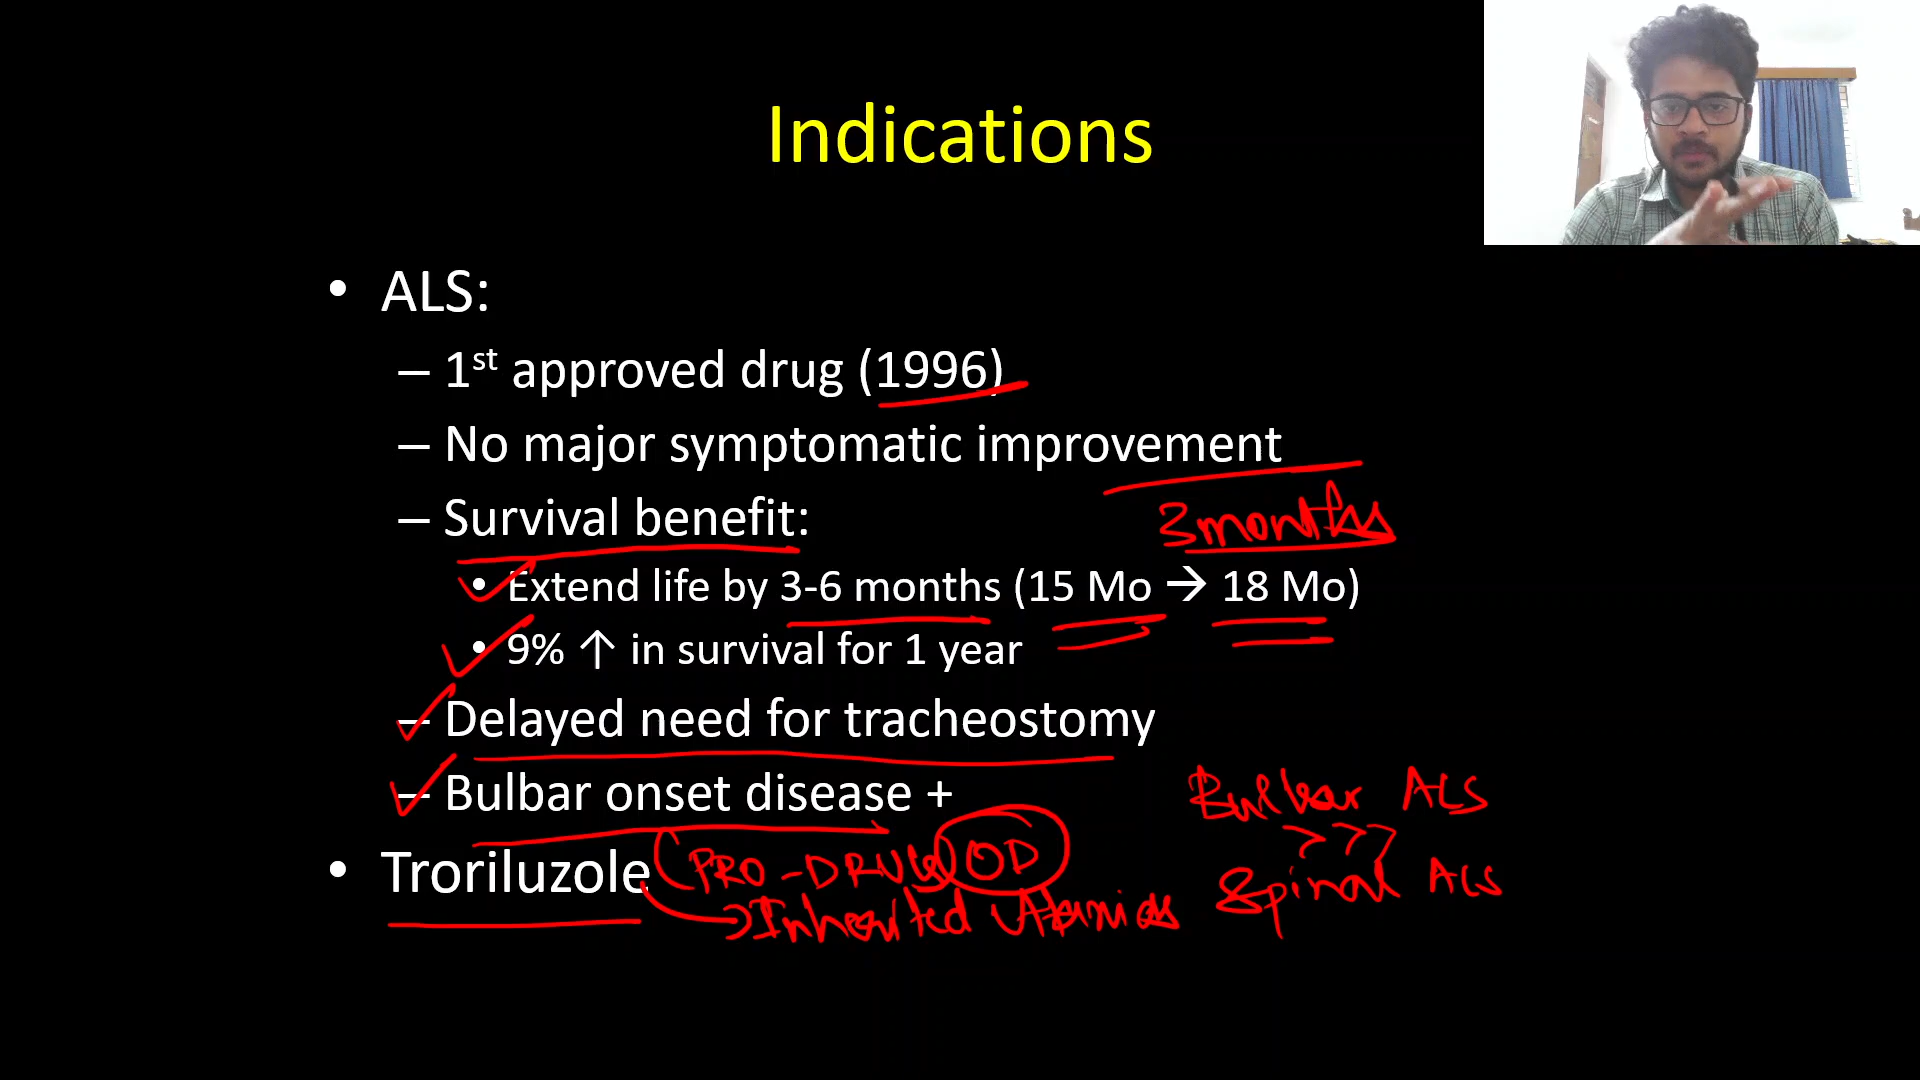 Indications
• ALS:
– 1st approved drug (1996)
– No major symptomatic improvement
– Survival benefit:
3 months
• Extend life by 3-6 months (15 Mo → 18 Mo)
• 9% ↑ in survival for 1 year
– Delayed need for tracheostomy
– Bulbar onset disease +
Bulbar ALS
>>>
Spinal ALS
• Troriluzole
(PRO-DRUG) OD
→ Inherited